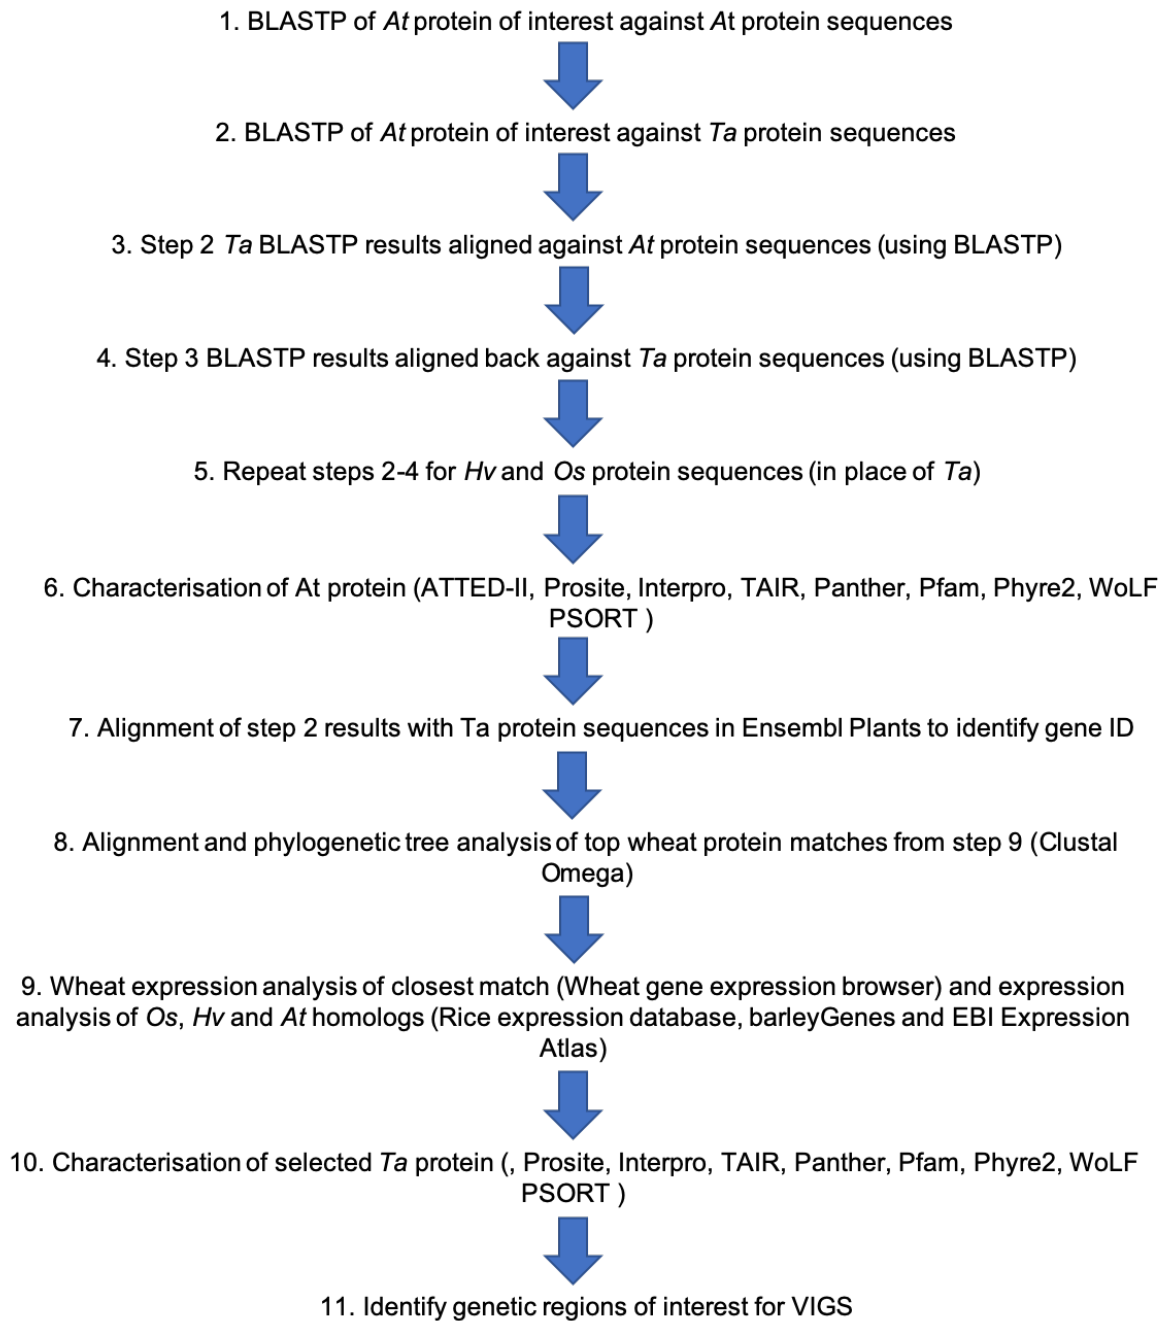 1. BLASTP of At protein of interest against At protein sequences
2. BLASTP of At protein of interest against Ta protein sequences
3. Step 2 Ta BLASTP results aligned against At protein sequences (using BLASTP)
4. Step 3 BLASTP results aligned back against Ta protein sequences (using BLASTP)
5. Repeat steps 2-4 for Hv and Os protein sequences (in place of Ta)
6. Characterisation of At protein (ATTED-II, Prosite, Interpro, TAIR, Panther, Pfam, Phyre2, WoLF
PSORT )
7. Alignment of step 2 results with Ta protein sequences in Ensembl Plants to identify gene ID
8. Alignment and phylogenetic tree analysis of top wheat protein matches from step 9 (Clustal
Omega)
9. Wheat expression analysis of closest match (Wheat gene expression browser) and expression
analysis of Os, Hv and At homologs (Rice expression database, barleyGenes and EBI Expression
Atlas)
10. Characterisation of selected Ta protein (, Prosite, Interpro, TAIR, Panther, Pfam, Phyre2, WoLF
PSORT )
11. Identify genetic regions of interest for VIGS